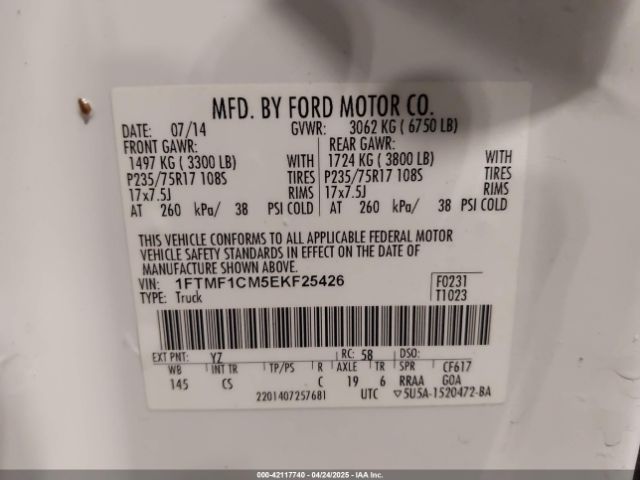 MFD. BY FORD MOTOR CO.
DATE: 07/14 GVWR: 3062 KG ( 6750 LB)
FRONT GAWR: REAR GAWR:
1497 KG ( 3300 LB) WITH 1724 KG ( 3800 LB) WITH
P235/75R17 108S TIRES P235/75R17 108S TIRES
17x7.5J RIMS 17x7.5J RIMS
AT 260 kPa/ 38 PSI COLD AT 260 kPa/ 38 PSI COLD
THIS VEHICLE CONFORMS TO ALL APPLICABLE FEDERAL MOTOR
VEHICLE SAFETY STANDARDS IN EFFECT ON THE DATE OF
MANUFACTURE SHOWN ABOVE.
VIN: 1FTMF1CM5EKF25426 F0231
TYPE: Truck T1023
EXT PNT: YZ RC: 58 DSO:
WB INT TR TP/PS R AXLE TR SPR CF617
145 CS C 19 6 RRAA GOA
2201407257681 UTC ▽5U5A-1520472-BA
000-42117740 - 04/24/2025 - IAA Inc.